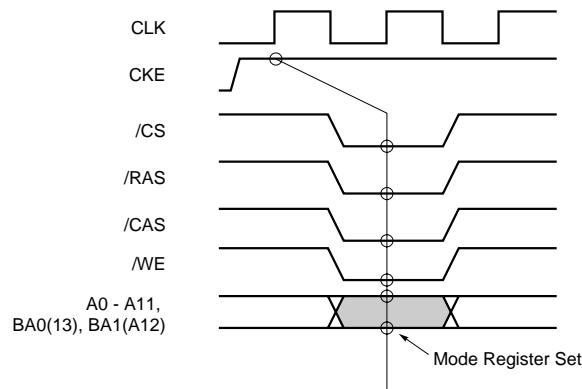 CLK
CKE
/CS
/RAS
/CAS
/WE
A0 - A11,
BA0(13), BA1(A12)
Mode Register Set